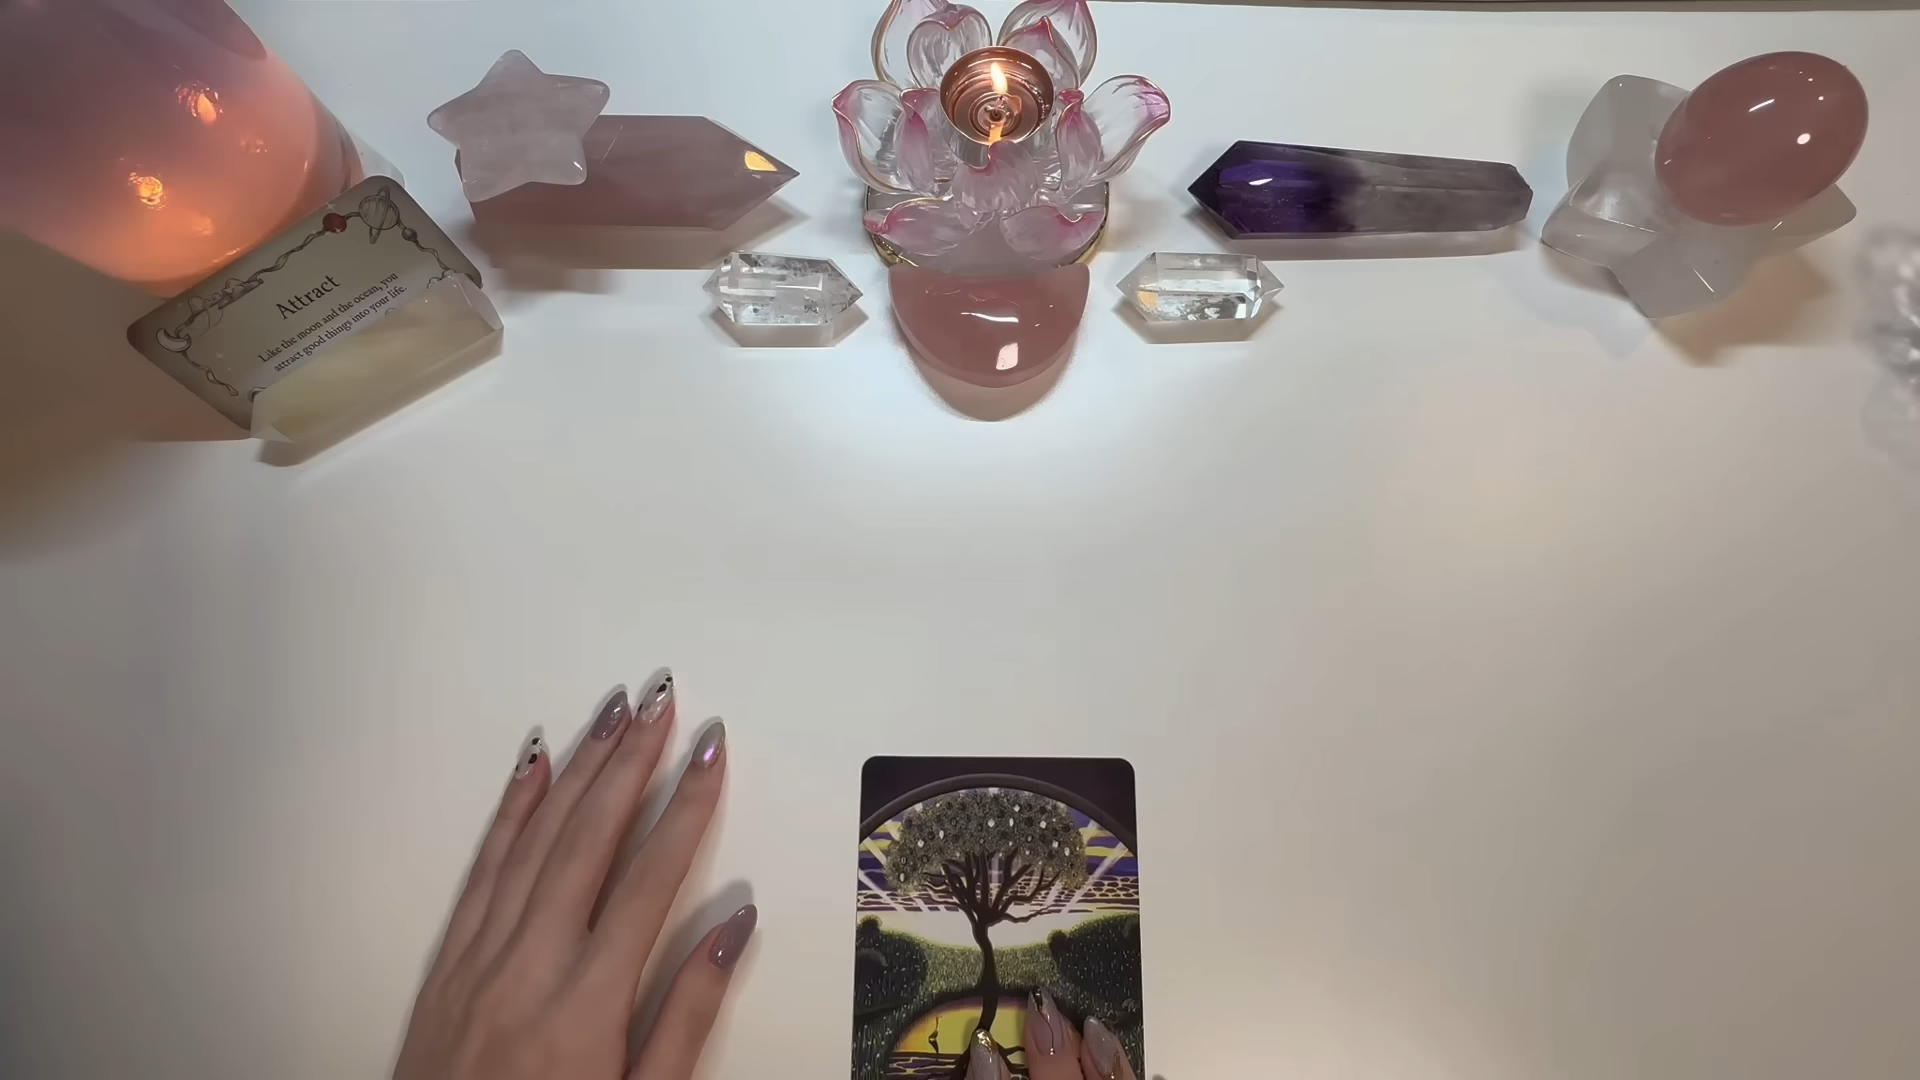 Attract
Like the moon and the ocean, you
attract good things into your life.